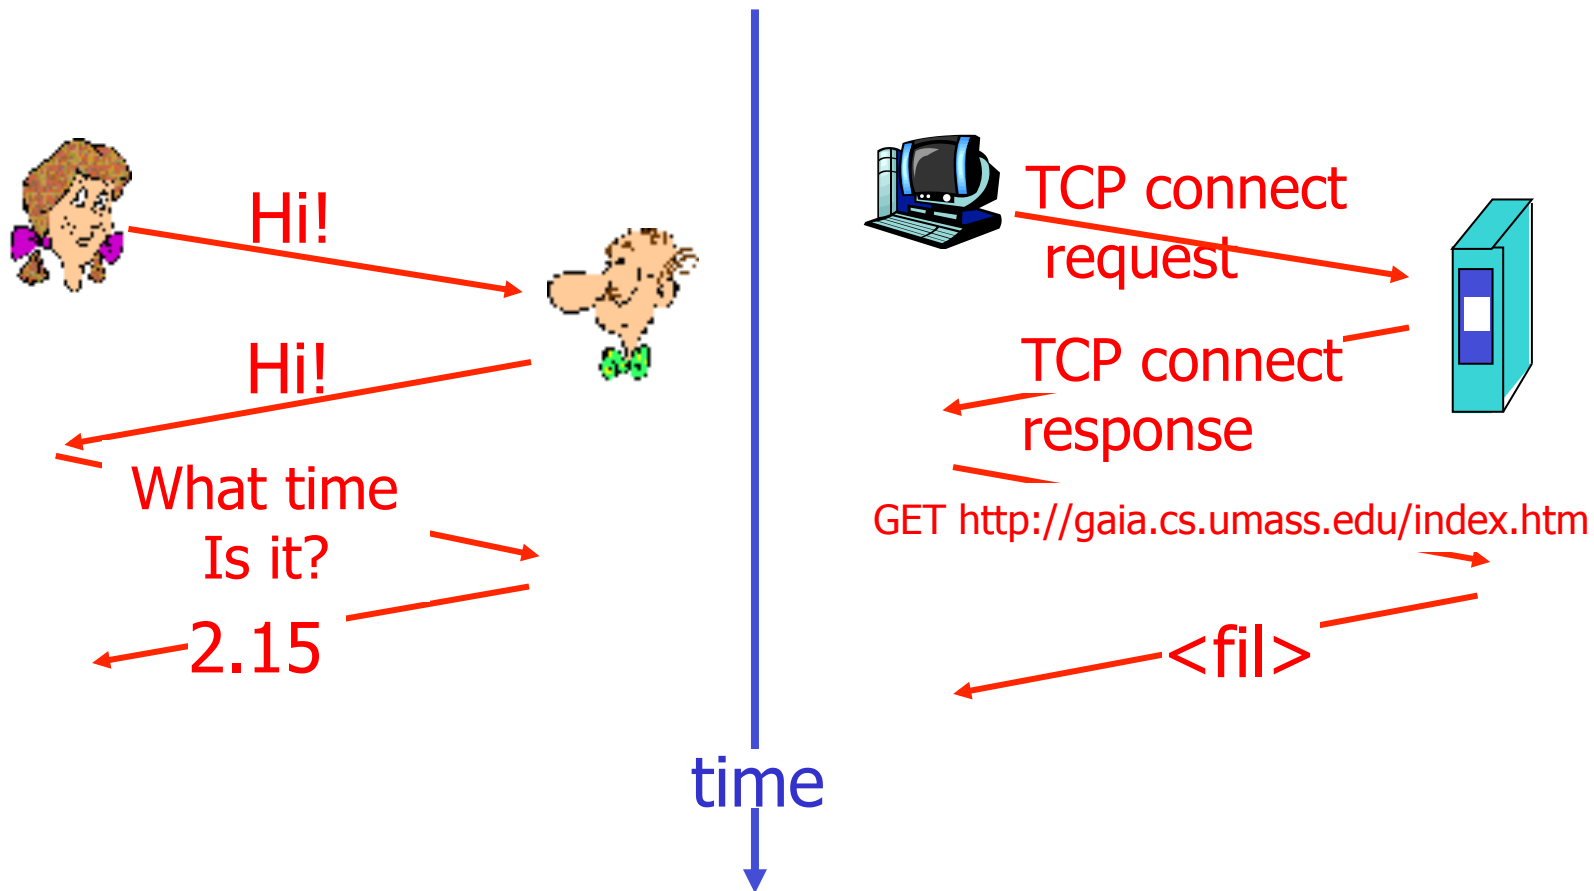 Hi!
Hi!
What time
Is it?
2.15
TCP connect
request
TCP connect
response
GET http://gaia.cs.umass.edu/index.htm
<fil>
time